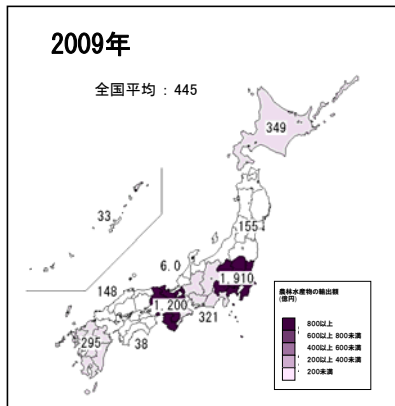 2009年
全国平均 : 445
349
33
155
6.0
1,910
148
1,200
321
295
38
農林水産物の輸出額
(億円)
800以上
600以上 800未満
400以上 600未満
200以上 400未満
200未満